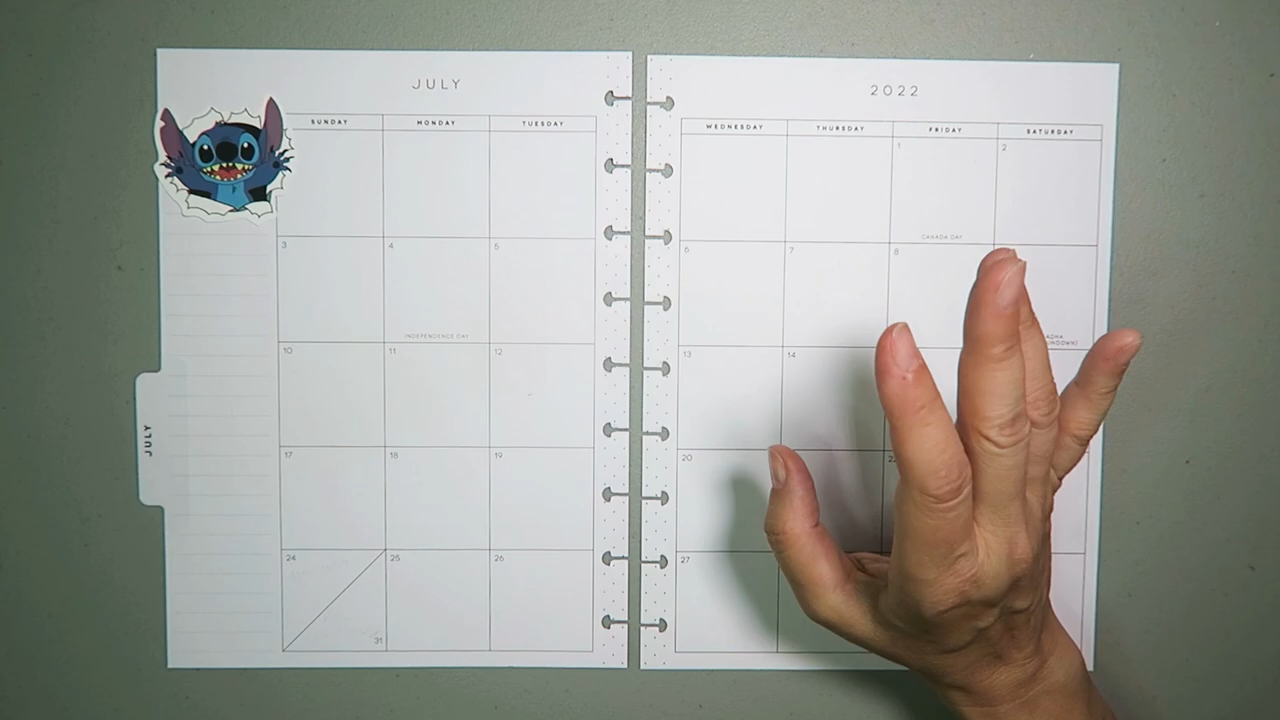 JULY
2022
SUNDAY MONDAY TUESDAY
WEDNESDAY THURSDAY FRIDAY SATURDAY
1 2
CANADA DAY
3 4 5
6 7 8
INDEPENDENCE DAY
10 11 12
13 14
JULY
17 18 19
20
24 25 26
27
31